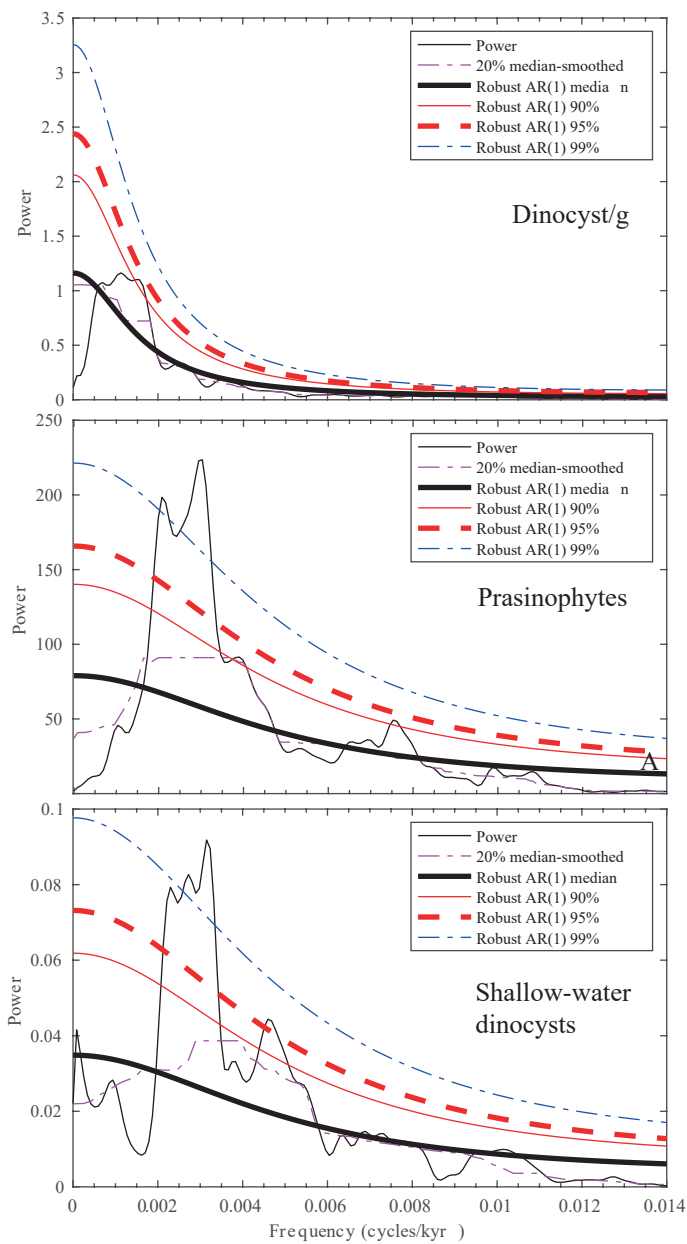 3.5
3
2.5
2
1.5
1
0.5
0
Power
Power
20% median-smoothed
Robust AR(1) media n
Robust AR(1) 90%
Robust AR(1) 95%
Robust AR(1) 99%
Dinocyst/g
250
200
150
100
50
Power
Power
20% median-smoothed
Robust AR(1) media n
Robust AR(1) 90%
Robust AR(1) 95%
Robust AR(1) 99%
Prasinophytes
A
0.1
0.08
0.06
0.04
0.02
0
Power
Power
20% median-smoothed
Robust AR(1) median
Robust AR(1) 90%
Robust AR(1) 95%
Robust AR(1) 99%
Shallow-water
dinocysts
0 0.002 0.004 0.006 0.008 0.01 0.012 0.014
Frequency (cycles/kyr )